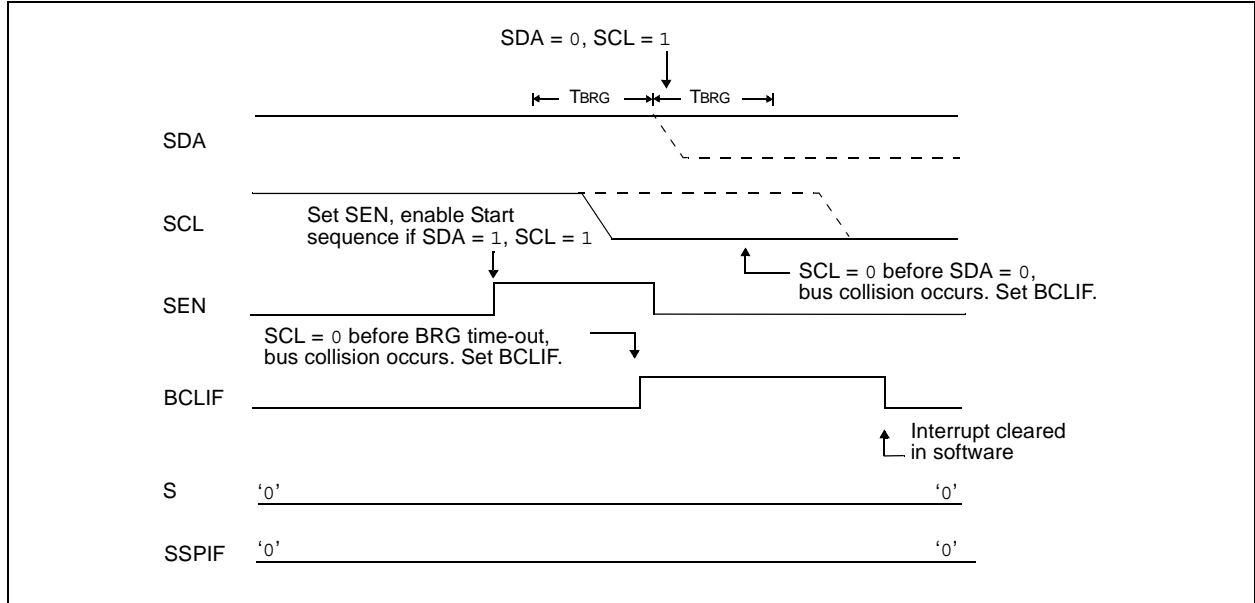 SDA = 0, SCL = 1
TBRG TBRG
SDA
SCL
Set SEN, enable Start
sequence if SDA = 1, SCL = 1
SCL = 0 before SDA = 0,
bus collision occurs. Set BCLIF.
SEN
SCL = 0 before BRG time-out,
bus collision occurs. Set BCLIF.
BCLIF
Interrupt cleared
in software
S ‘0’ ‘0’
SSPIF ‘0’ ‘0’